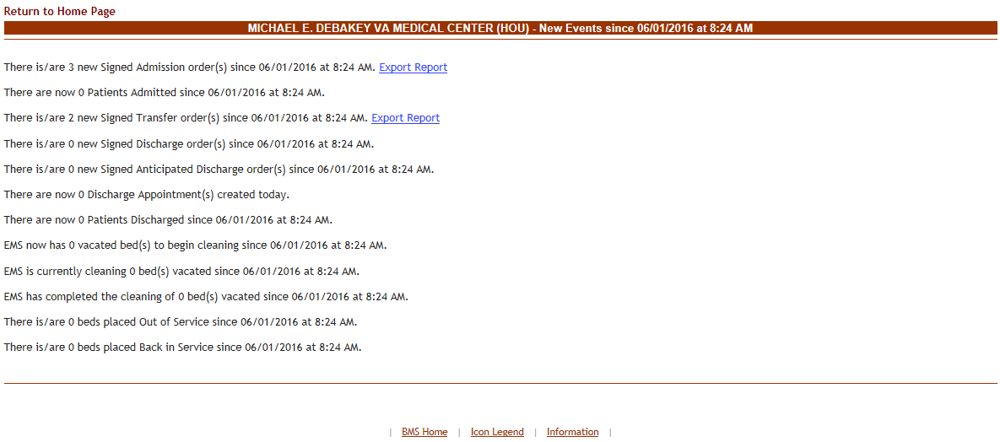 Return to Home Page
MICHAEL E. DEBAKEY VA MEDICAL CENTER (HOU) - New Events since 06/01/2016 at 8:24 AM
There is/are 3 new Signed Admission order(s) since 06/01/2016 at 8:24 AM. Export Report
There are now 0 Patients Admitted since 06/01/2016 at 8:24 AM.
There is/are 2 new Signed Transfer order(s) since 06/01/2016 at 8:24 AM. Export Report
There is/are 0 new Signed Discharge order(s) since 06/01/2016 at 8:24 AM.
There is/are 0 new Signed Anticipated Discharge order(s) since 06/01/2016 at 8:24 AM.
There are now 0 Discharge Appointment(s) created today.
There are now 0 Patients Discharged since 06/01/2016 at 8:24 AM.
EMS now has 0 vacated bed(s) to begin cleaning since 06/01/2016 at 8:24 AM.
EMS is currently cleaning 0 bed(s) vacated since 06/01/2016 at 8:24 AM.
EMS has completed the cleaning of 0 bed(s) vacated since 06/01/2016 at 8:24 AM.
There is/are 0 beds placed Out of Service since 06/01/2016 at 8:24 AM.
There is/are 0 beds placed Back in Service since 06/01/2016 at 8:24 AM.
| BMS Home | Icon Legend | Information |